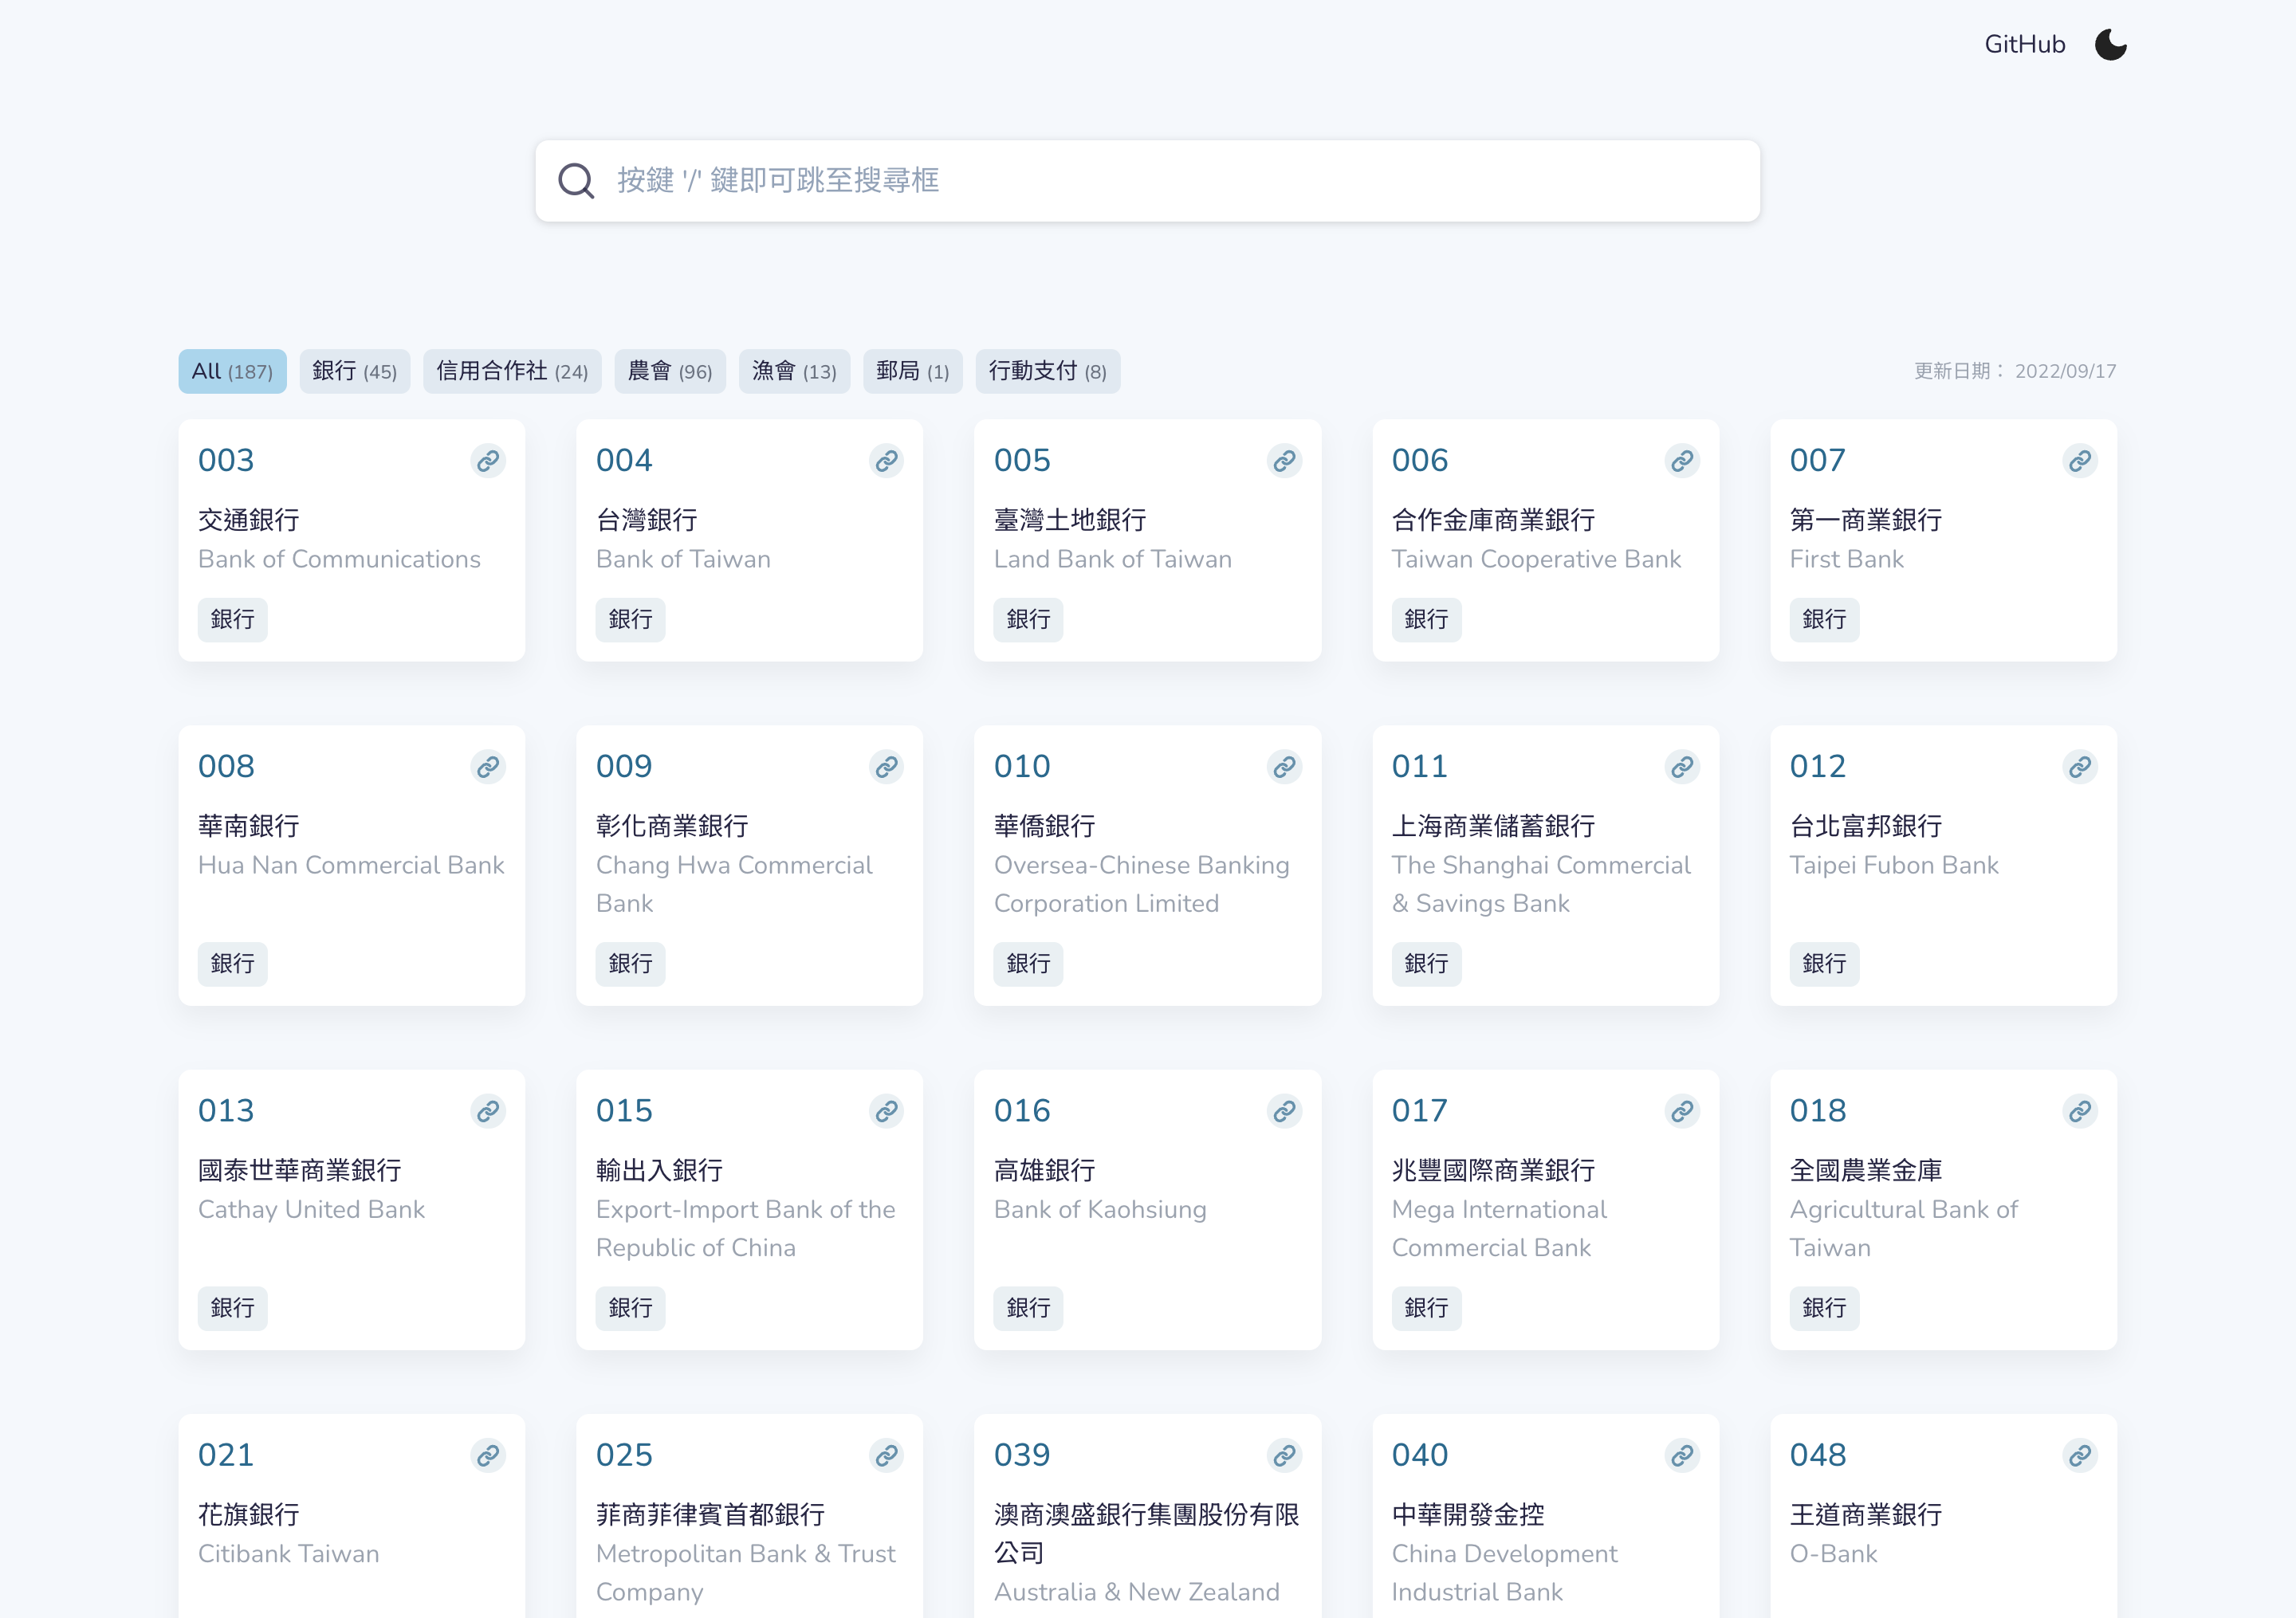 GitHub
按鍵 '/' 鍵即可跳至搜尋框
All (187) 銀行 (45) 信用合作社 (24) 農會 (96) 漁會 (13) 郵局 (1) 行動支付 (8) 更新日期： 2022/09/17
003
交通銀行
Bank of Communications
銀行
004
台灣銀行
Bank of Taiwan
銀行
005
臺灣土地銀行
Land Bank of Taiwan
銀行
006
合作金庫商業銀行
Taiwan Cooperative Bank
銀行
007
第一商業銀行
First Bank
銀行
008
華南銀行
Hua Nan Commercial Bank
銀行
009
彰化商業銀行
Chang Hwa Commercial
Bank
銀行
010
華僑銀行
Oversea-Chinese Banking
Corporation Limited
銀行
011
上海商業儲蓄銀行
The Shanghai Commercial
& Savings Bank
銀行
012
台北富邦銀行
Taipei Fubon Bank
銀行
013
國泰世華商業銀行
Cathay United Bank
銀行
015
輸出入銀行
Export-Import Bank of the
Republic of China
銀行
016
高雄銀行
Bank of Kaohsiung
銀行
017
兆豐國際商業銀行
Mega International
Commercial Bank
銀行
018
全國農業金庫
Agricultural Bank of
Taiwan
銀行
021
花旗銀行
Citibank Taiwan
025
菲商菲律賓首都銀行
Metropolitan Bank & Trust
Company
039
澳商澳盛銀行集團股份有限
公司
Australia & New Zealand
040
中華開發金控
China Development
Industrial Bank
048
王道商業銀行
O-Bank